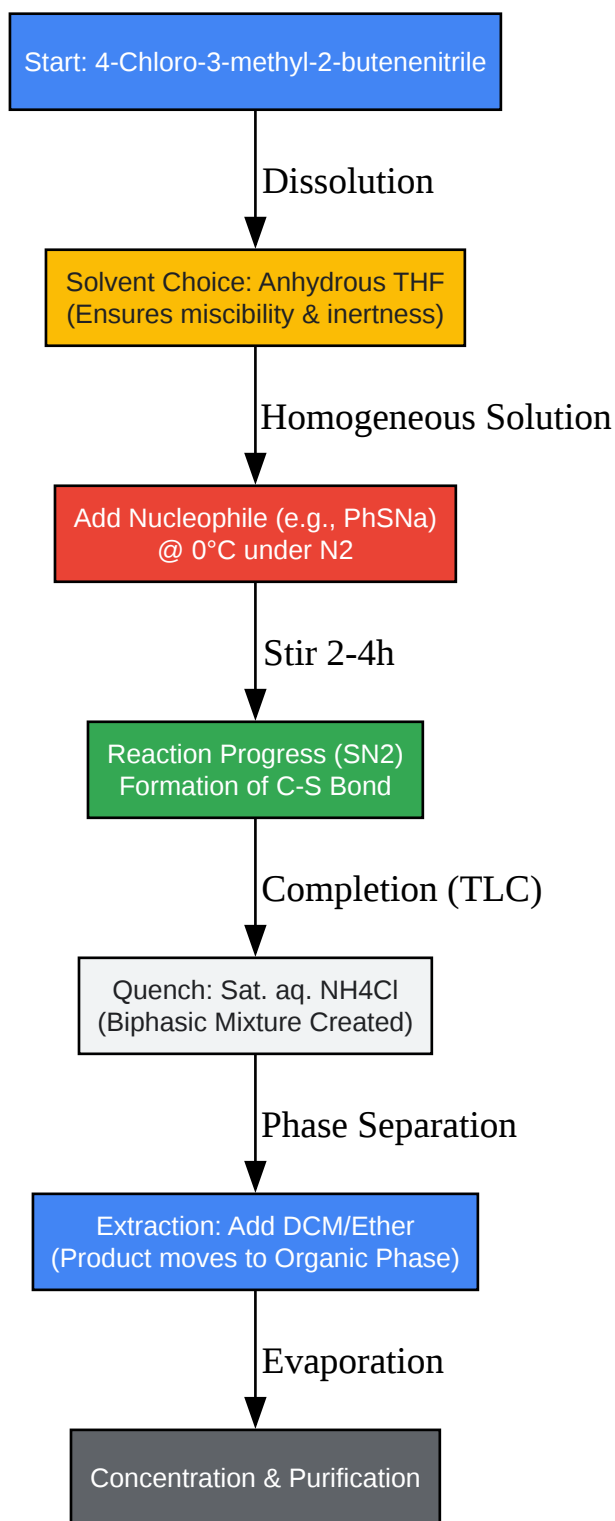 Start: 4-Chloro-3-methyl-2-butenenitrile
Dissolution
Solvent Choice: Anhydrous THF
(Ensures miscibility & inertness)
Homogeneous Solution
Add Nucleophile (e.g., PhSNa)
@ 0°C under N2
Stir 2-4h
Reaction Progress (SN2)
Formation of C-S Bond
Completion (TLC)
Quench: Sat. aq. NH4Cl
(Biphasic Mixture Created)
Phase Separation
Extraction: Add DCM/Ether
(Product moves to Organic Phase)
Evaporation
Concentration & Purification